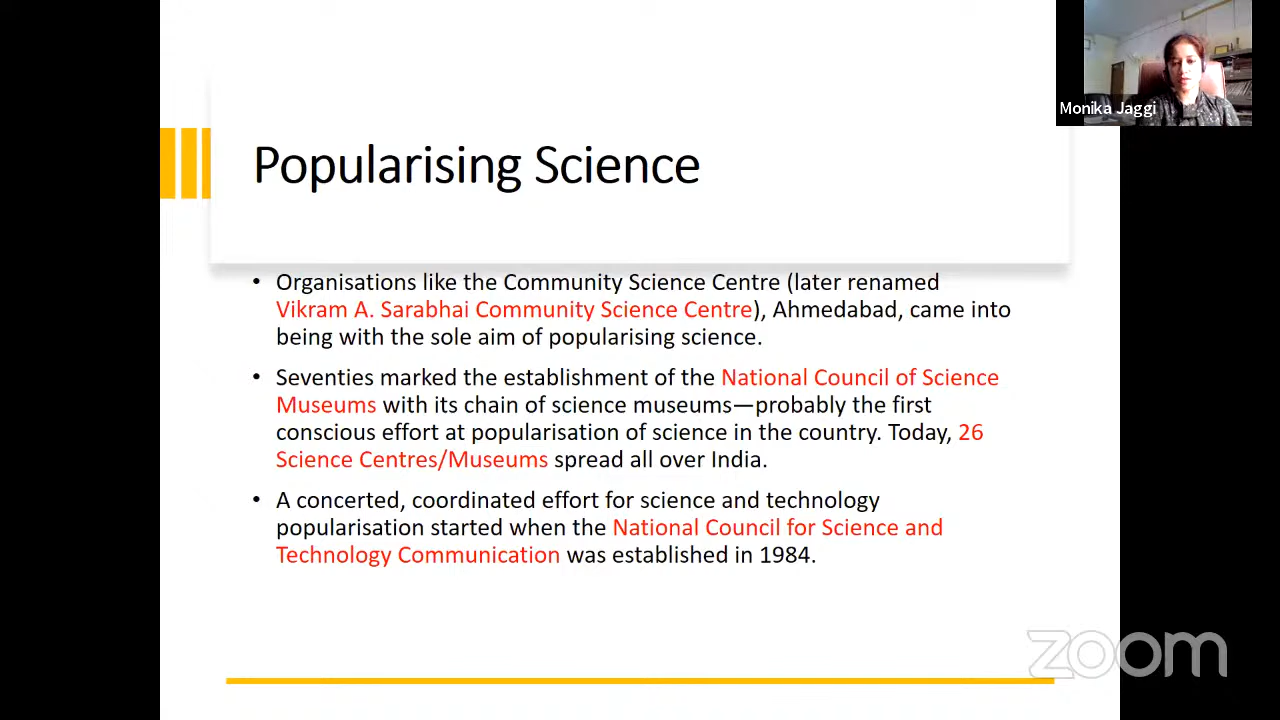 Monika Jaggi
Popularising Science
• Organisations like the Community Science Centre (later renamed
Vikram A. Sarabhai Community Science Centre), Ahmedabad, came into
being with the sole aim of popularising science.
• Seventies marked the establishment of the National Council of Science
Museums with its chain of science museums—probably the first
conscious effort at popularisation of science in the country. Today, 26
Science Centres/Museums spread all over India.
• A concerted, coordinated effort for science and technology
popularisation started when the National Council for Science and
Technology Communication was established in 1984.
zoom